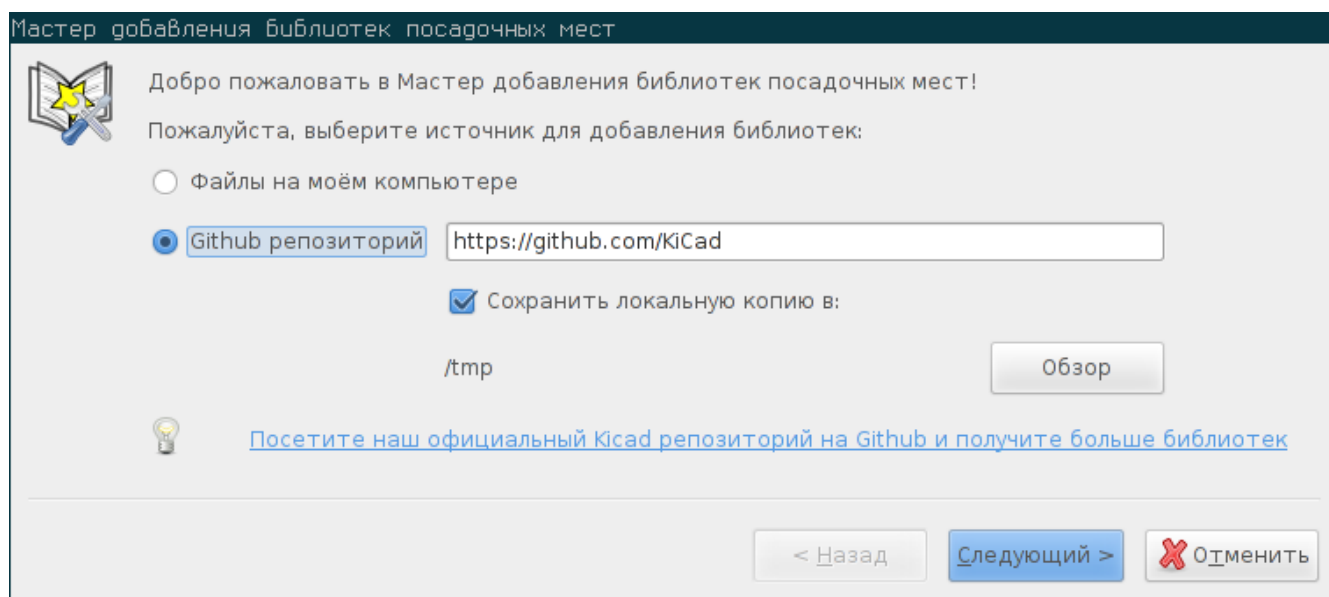 Мастер добавления библиотек посадочных мест
Добро пожаловать в Мастер добавления библиотек посадочных мест!
Пожалуйста, выберите источник для добавления библиотек:
Файлы на моём компьютере
Github репозиторий https://github.com/KiCad
Сохранить локальную копию в:
/tmp Обзор
Посетите наш официальный Kicad репозиторий на Github и получите больше библиотек
< Назад Следующий > Отменить